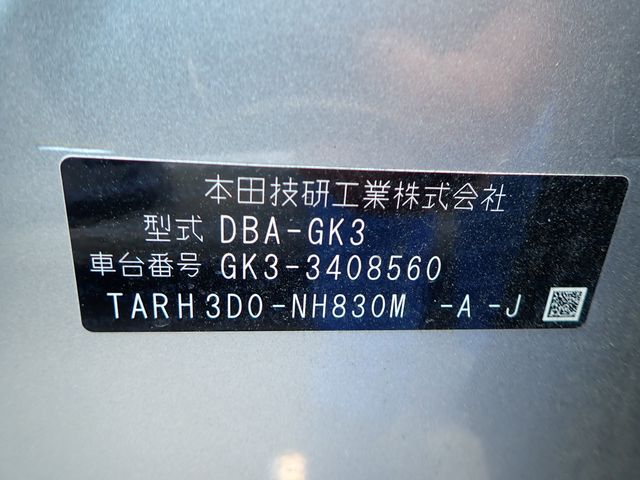 本田技研工業株式会社
型式 DBA-GK3
車台番号 GK3-3408560
TARH3D0-NH830M -A-J